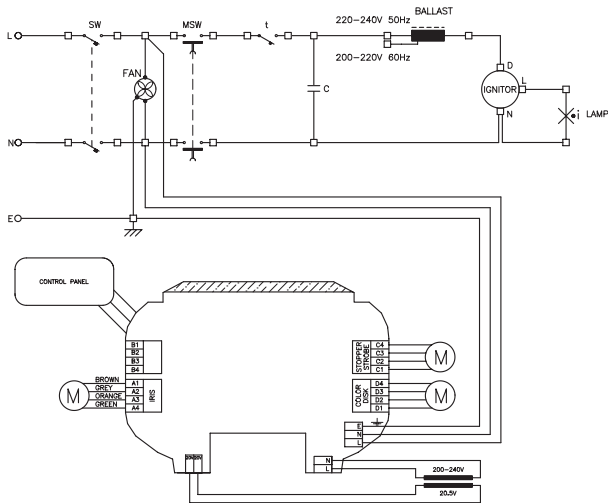 BALLAST
220-240V 50Hz
200-220V 60Hz
SW
MSW
t
L
FAN
C
D
L
IGNITOR
N
i LAMP
N
E
CONTROL PANEL
B1
B2
B3
B4
BROWN
GREY
ORANGE
GREEN
M
A1
A2
A3
A4
IRIS
STOPPER
STROBE
C4
C3
C2
C1
M
COLOR
DISK
D4
D3
D2
D1
M
E
N
L
N
L
200-240V
20.5V